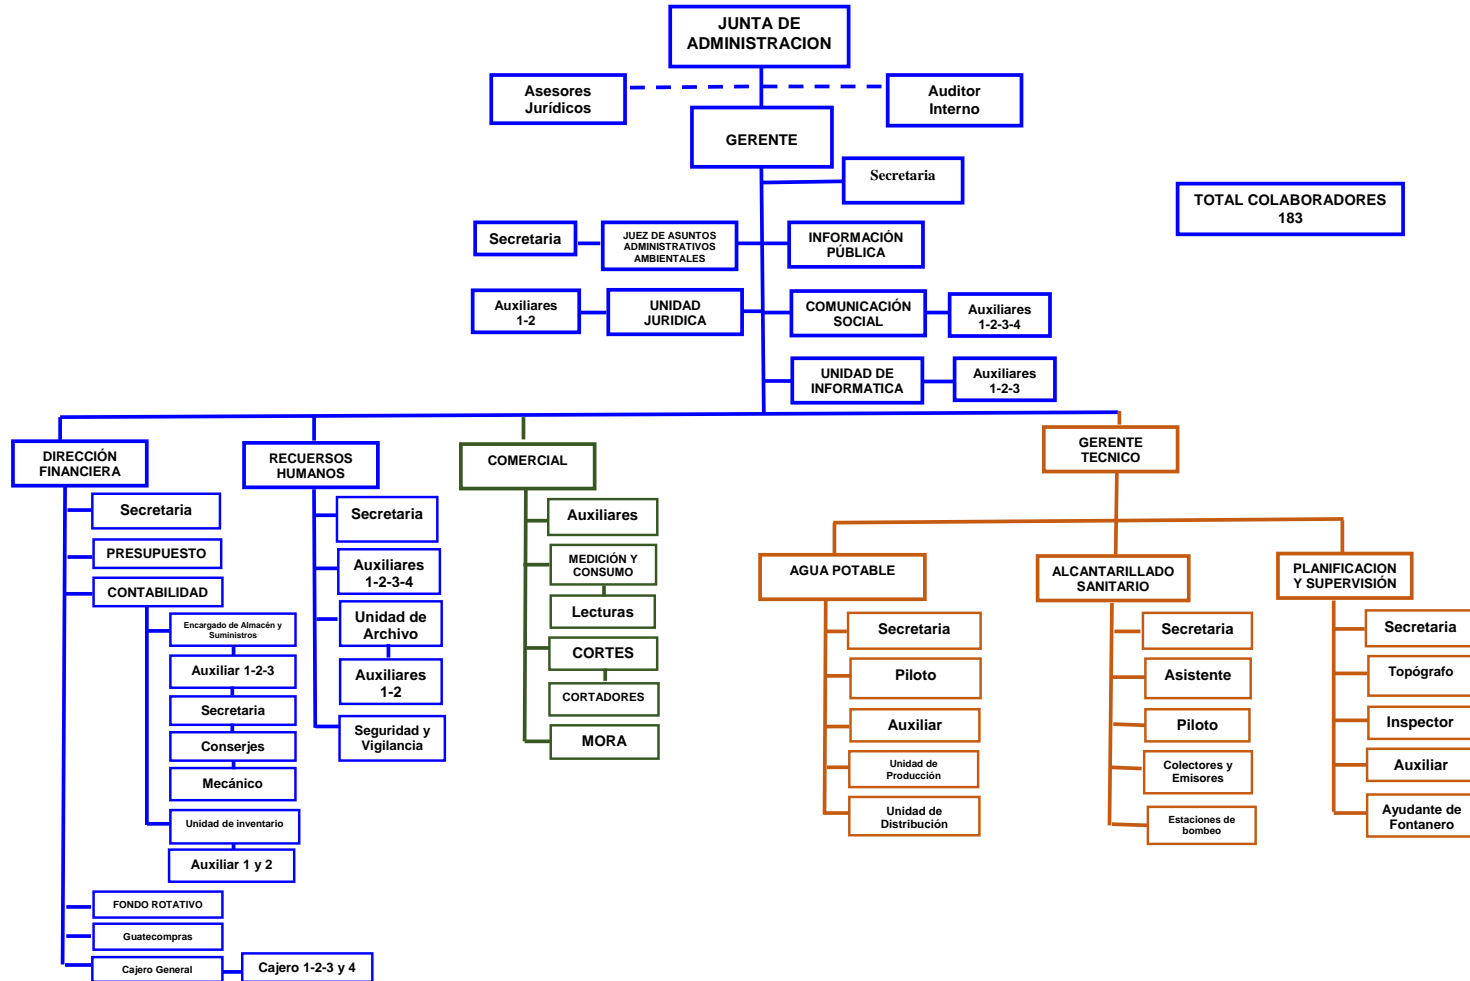 JUNTA DE
ADMINISTRACION
Asesores
Jurídicos
Auditor
Interno
GERENTE
Secretaria
TOTAL COLABORADORES
183
Secretaria
JUEZ DE ASUNTOS
ADMINISTRATIVOS
AMBIENTALES
INFORMACIÓN
PÚBLICA
Auxiliares
1-2
UNIDAD
JURIDICA
COMUNICACIÓN
SOCIAL
Auxiliares
1-2-3-4
UNIDAD DE
INFORMATICA
Auxiliares
1-2-3
DIRECCIÓN
FINANCIERA
Secretaria
PRESUPUESTO
CONTABILIDAD
Encargado de Almacén y
Suministros
Auxiliar 1-2-3
Secretaria
Conserjes
Mecánico
Unidad de inventario
Auxiliar 1 y 2
FONDO ROTATIVO
Guatecompras
Cajero General
Cajero 1-2-3 y 4
RECUERSOS
HUMANOS
Secretaria
Auxiliares
1-2-3-4
Unidad de
Archivo
Auxiliares
1-2
Seguridad y
Vigilancia
COMERCIAL
Auxiliares
MEDICIÓN Y
CONSUMO
Lecturas
CORTES
CORTADORES
MORA
GERENTE
TECNICO
AGUA POTABLE
Secretaria
Piloto
Auxiliar
Unidad de
Producción
Unidad de
Distribución
ALCANTARILLADO
SANITARIO
Secretaria
Asistente
Piloto
Colectores y
Emisores
Estaciones de
bombeo
PLANIFICACION
Y SUPERVISIÓN
Secretaria
Topógrafo
Inspector
Auxiliar
Ayudante de
Fontanero